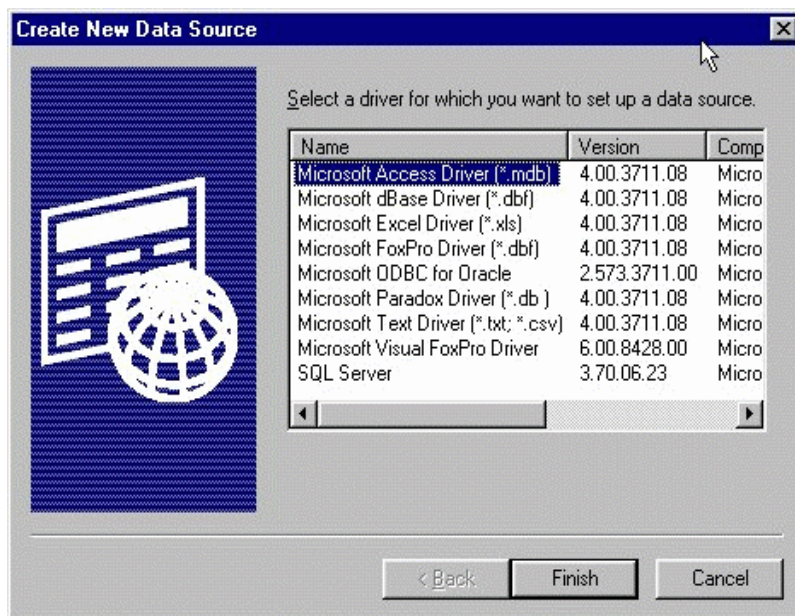 Create New Data Source
Select a driver for which you want to set up a data source.
Name Version Comp
Microsoft Access Driver (*.mdb) 4.00.3711.08 Micro
Microsoft dBase Driver (*.dbf) 4.00.3711.08 Micro
Microsoft Excel Driver (*.xls) 4.00.3711.08 Micro
Microsoft FoxPro Driver (*.dbf) 4.00.3711.08 Micro
Microsoft ODBC for Oracle 2.573.3711.00 Micro
Microsoft Paradox Driver (*.db ) 4.00.3711.08 Micro
Microsoft Text Driver (*.txt; *.csv) 4.00.3711.08 Micro
Microsoft Visual FoxPro Driver 6.00.8428.00 Micro
SQL Server 3.70.06.23 Micro
< Back Finish Cancel